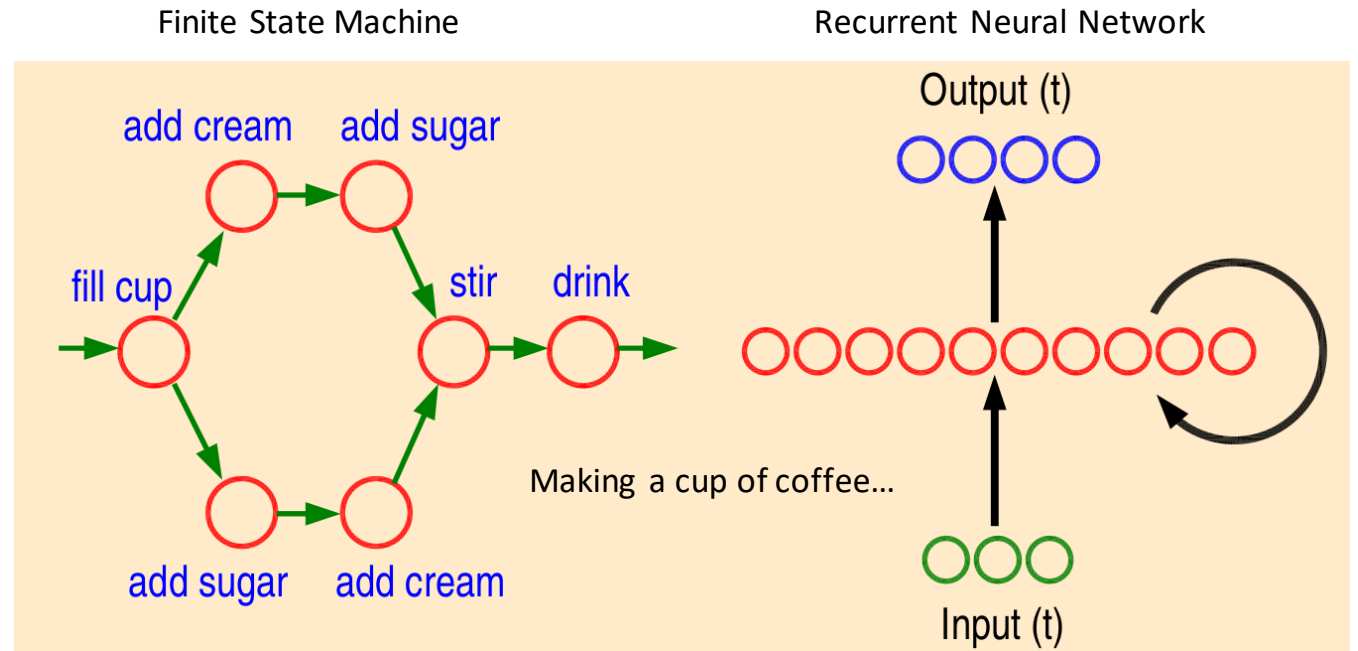 Finite State Machine
Recurrent Neural Network
add cream
add sugar
fill cup
stir
drink
add sugar
add cream
Making a cup of coffee…
Output (t)
Input (t)